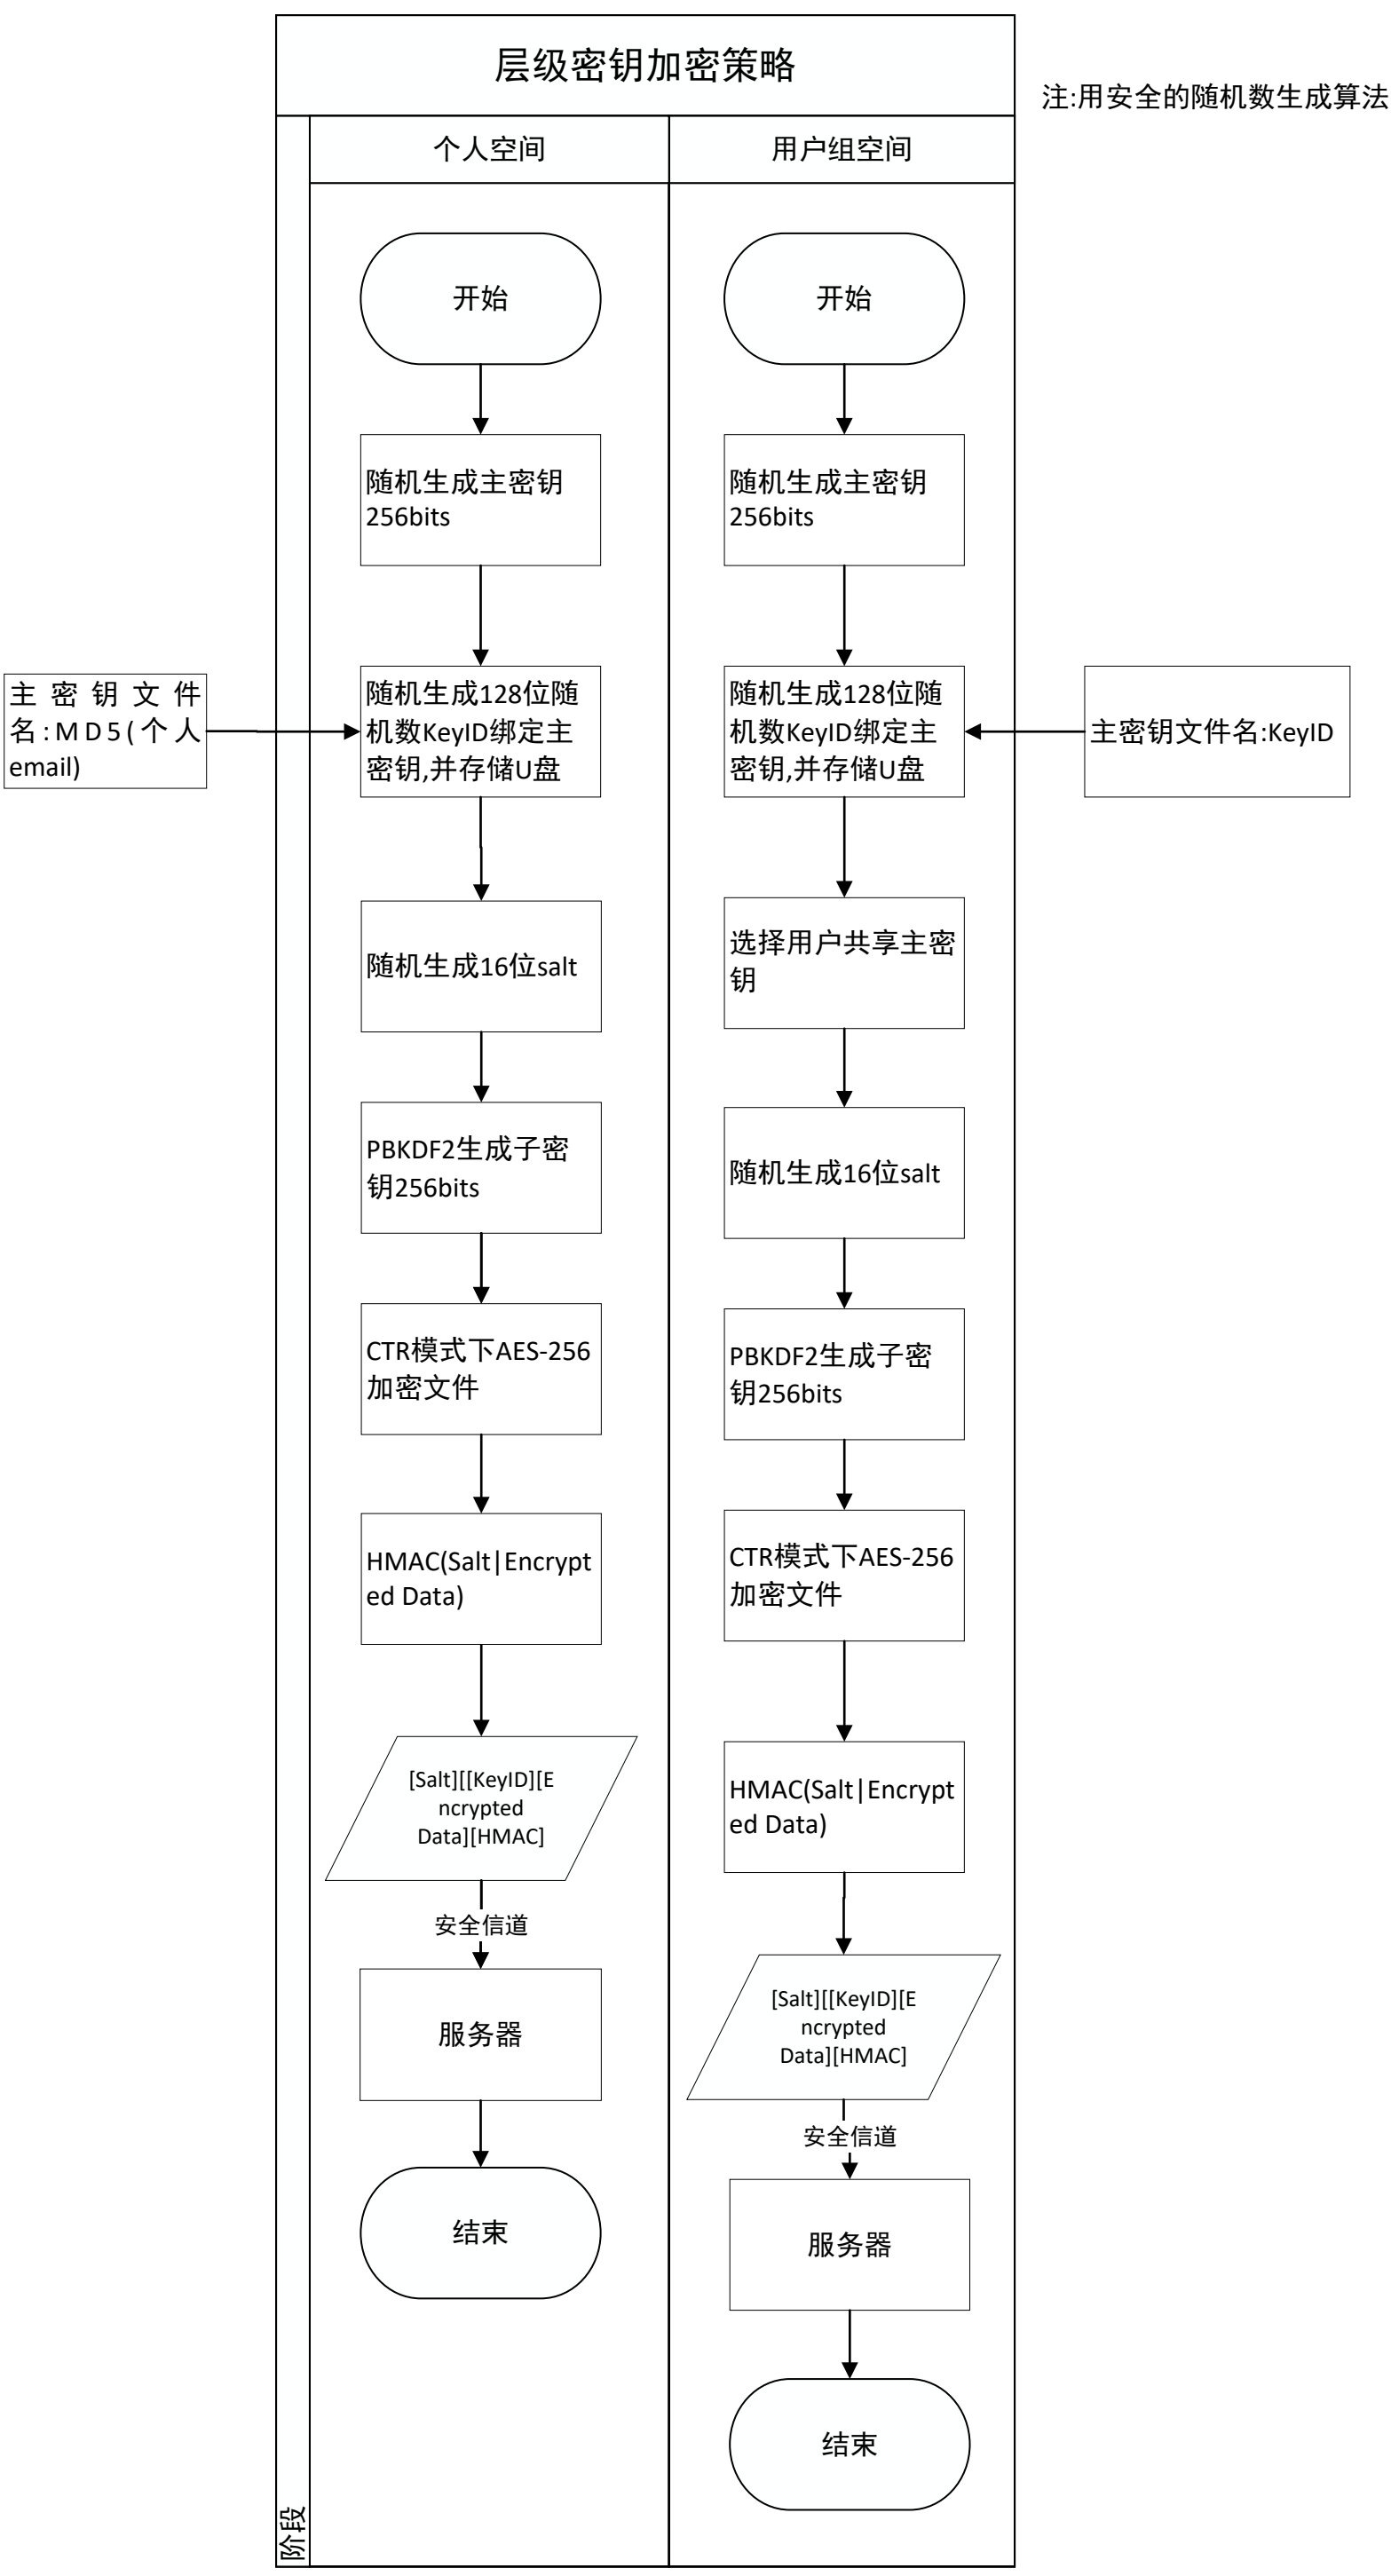 层级密钥加密策略
注:用安全的随机数生成算法
个人空间
用户组空间
开始
随机生成主密钥
256bits
主密钥文件
名:MD5(个人
email)
随机生成128位随
机数KeyID绑定主
密钥,并存储U盘
随机生成16位salt
PBKDF2生成子密
钥256bits
CTR模式下AES-256
加密文件
HMAC(Salt|Encrypt
ed Data)
[Salt][[KeyID][E
ncrypted
Data][HMAC]
安全信道
服务器
结束
开始
随机生成主密钥
256bits
随机生成128位随
机数KeyID绑定主
密钥,并存储U盘
主密钥文件名:KeyID
选择用户共享主密
钥
随机生成16位salt
PBKDF2生成子密
钥256bits
CTR模式下AES-256
加密文件
HMAC(Salt|Encrypt
ed Data)
[Salt][[KeyID][E
ncrypted
Data][HMAC]
安全信道
服务器
结束
阶段